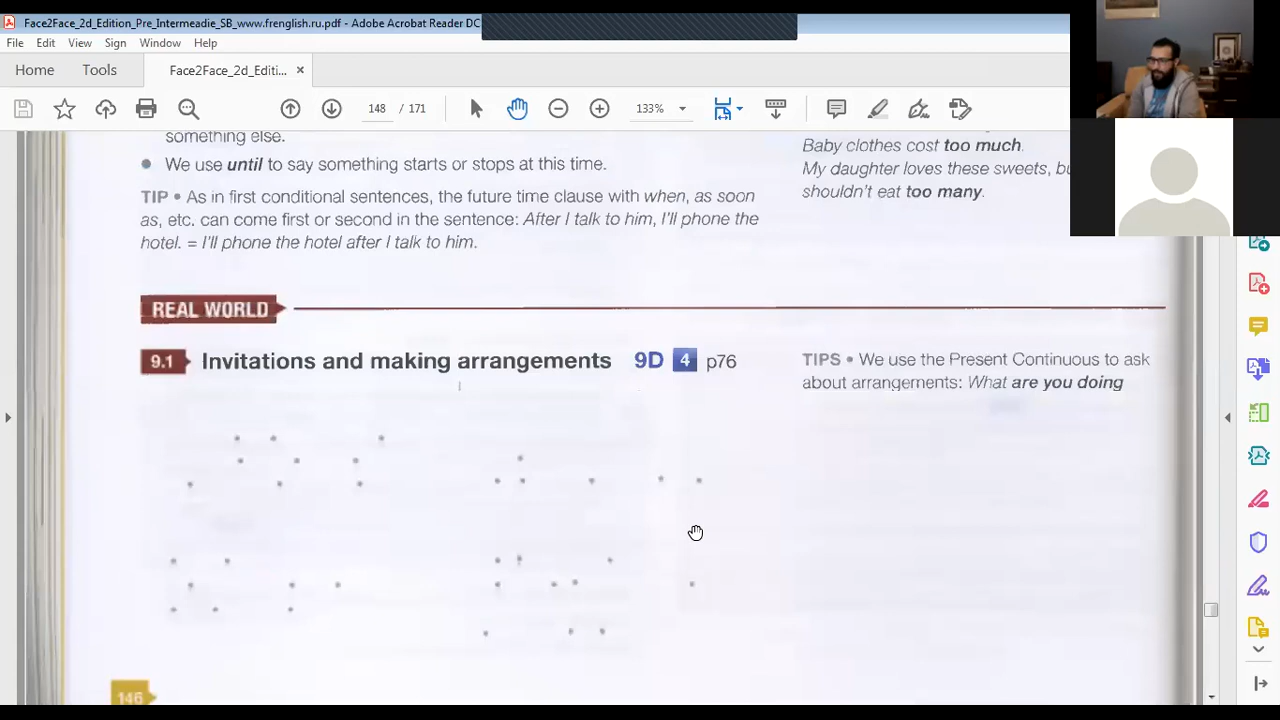 Face2Face_2d_Edition_Pre_Intermeadie_SB_www.frenglish.ru.pdf - Adobe Acrobat Reader DC
File Edit View Sign Window Help
Home Tools Face2Face_2d_Editi... ×
148 / 171 133%
something else.
We use until to say something starts or stops at this time.
TIP • As in first conditional sentences, the future time clause with when, as soon
as, etc. can come first or second in the sentence: After I talk to him, I'll phone the
hotel. = I'll phone the hotel after I talk to him.
Baby clothes cost too much.
My daughter loves these sweets, bu
shouldn't eat too many.
REAL WORLD
9.1 Invitations and making arrangements 9D 4 p76
TIPS • We use the Present Continuous to ask
about arrangements: What are you doing
146